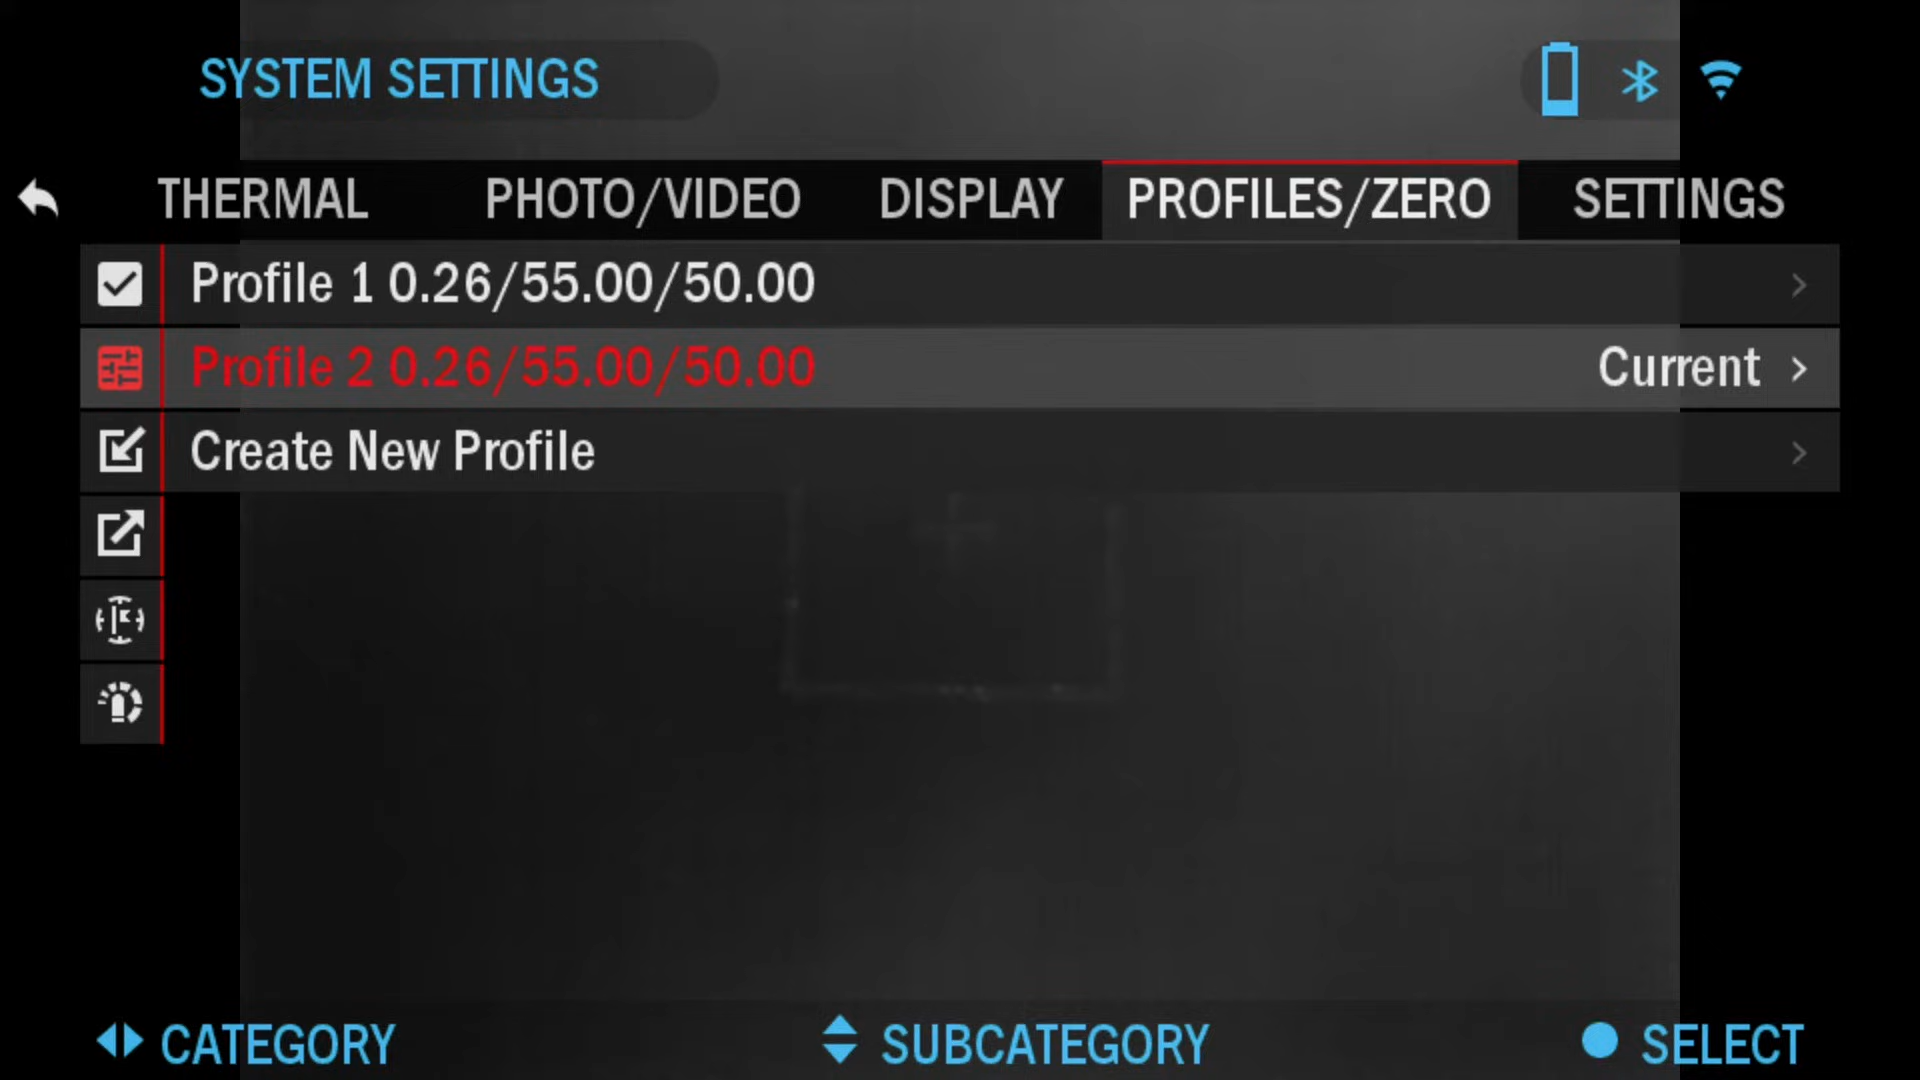 SYSTEM SETTINGS
THERMAL PHOTO/VIDEO DISPLAY PROFILES/ZERO SETTINGS
Profile 1 0.26/55.00/50.00
Profile 2 0.26/55.00/50.00 Current
Create New Profile
CATEGORY SUBCATEGORY SELECT